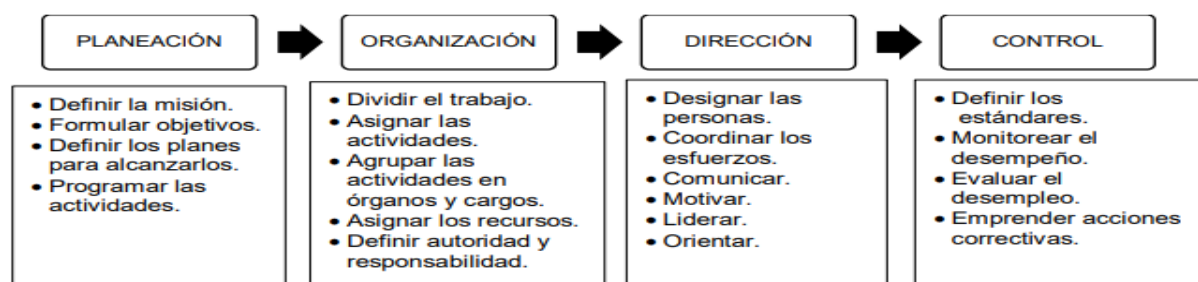 PLANEACIÓN
ORGANIZACIÓN
DIRECCIÓN
CONTROL
• Definir la misión.
• Formular objetivos.
• Definir los planes
para alcanzarlos.
• Programar las
actividades.
• Dividir el trabajo.
• Asignar las
actividades.
• Agrupar las
actividades en
órganos y cargos.
• Asignar los recursos.
• Definir autoridad y
responsabilidad.
• Designar las
personas.
• Coordinar los
esfuerzos.
• Comunicar.
• Motivar.
• Liderar.
• Orientar.
• Definir los
estándares.
• Monitorear el
desempeño.
• Evaluar el
desempleo.
• Emprender acciones
correctivas.